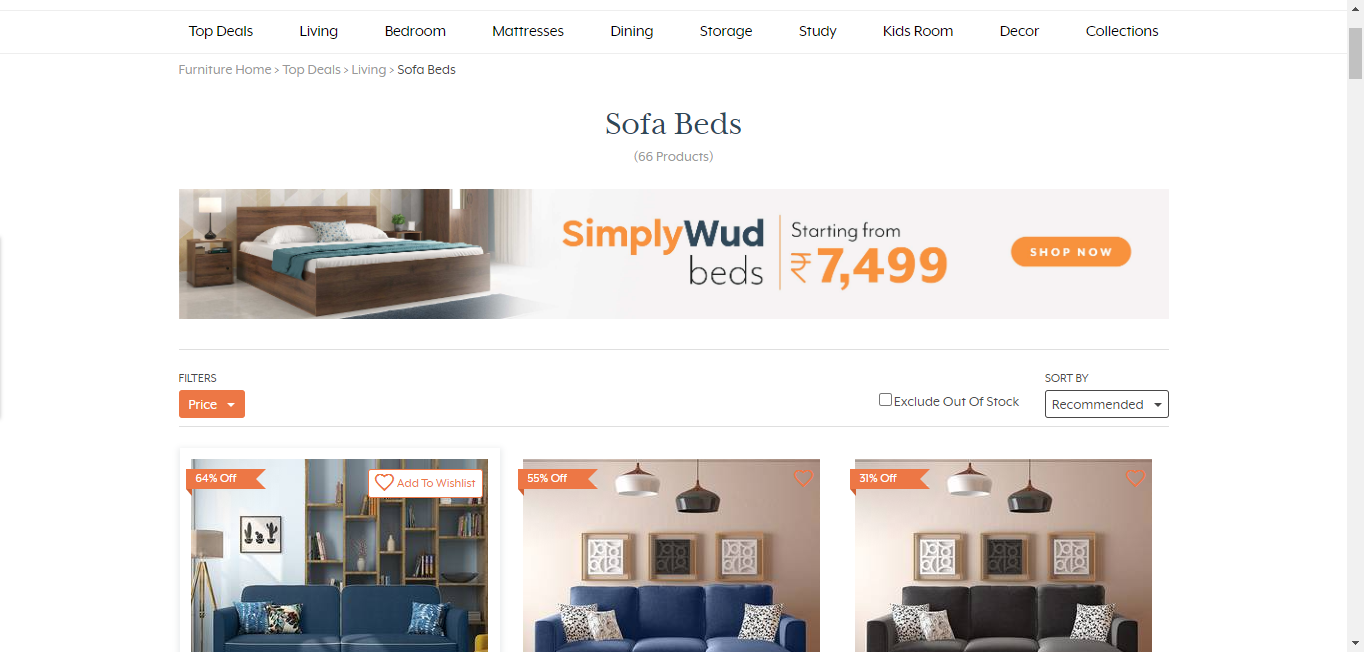 Top Deals Living Bedroom Mattresses Dining Storage Study Kids Room Decor Collections
Furniture Home > Top Deals > Living > Sofa Beds
Sofa Beds
(66 Products)
SimplyWud
beds
Starting from
₹7,499
SHOP NOW
FILTERS
Price
Exclude Out Of Stock
SORT BY
Recommended
64% Off
Add To Wishlist
55% Off
31% Off